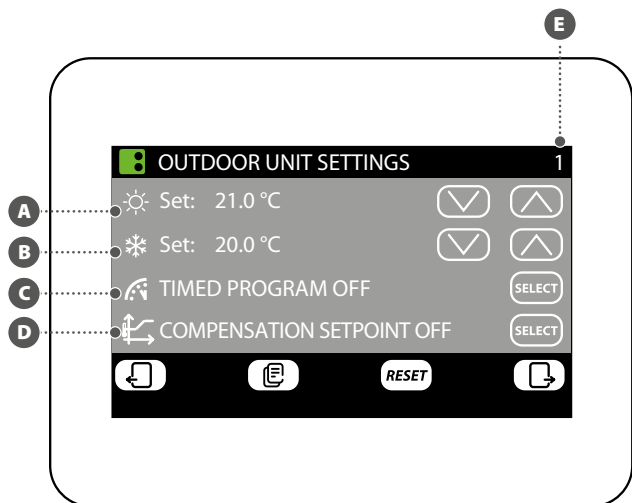 E
OUTDOOR UNIT SETTINGS 1
A Set: 21.0 °C
B Set: 20.0 °C
C TIMED PROGRAM OFF SELECT
D COMPENSATION SETPOINT OFF SELECT
RESET